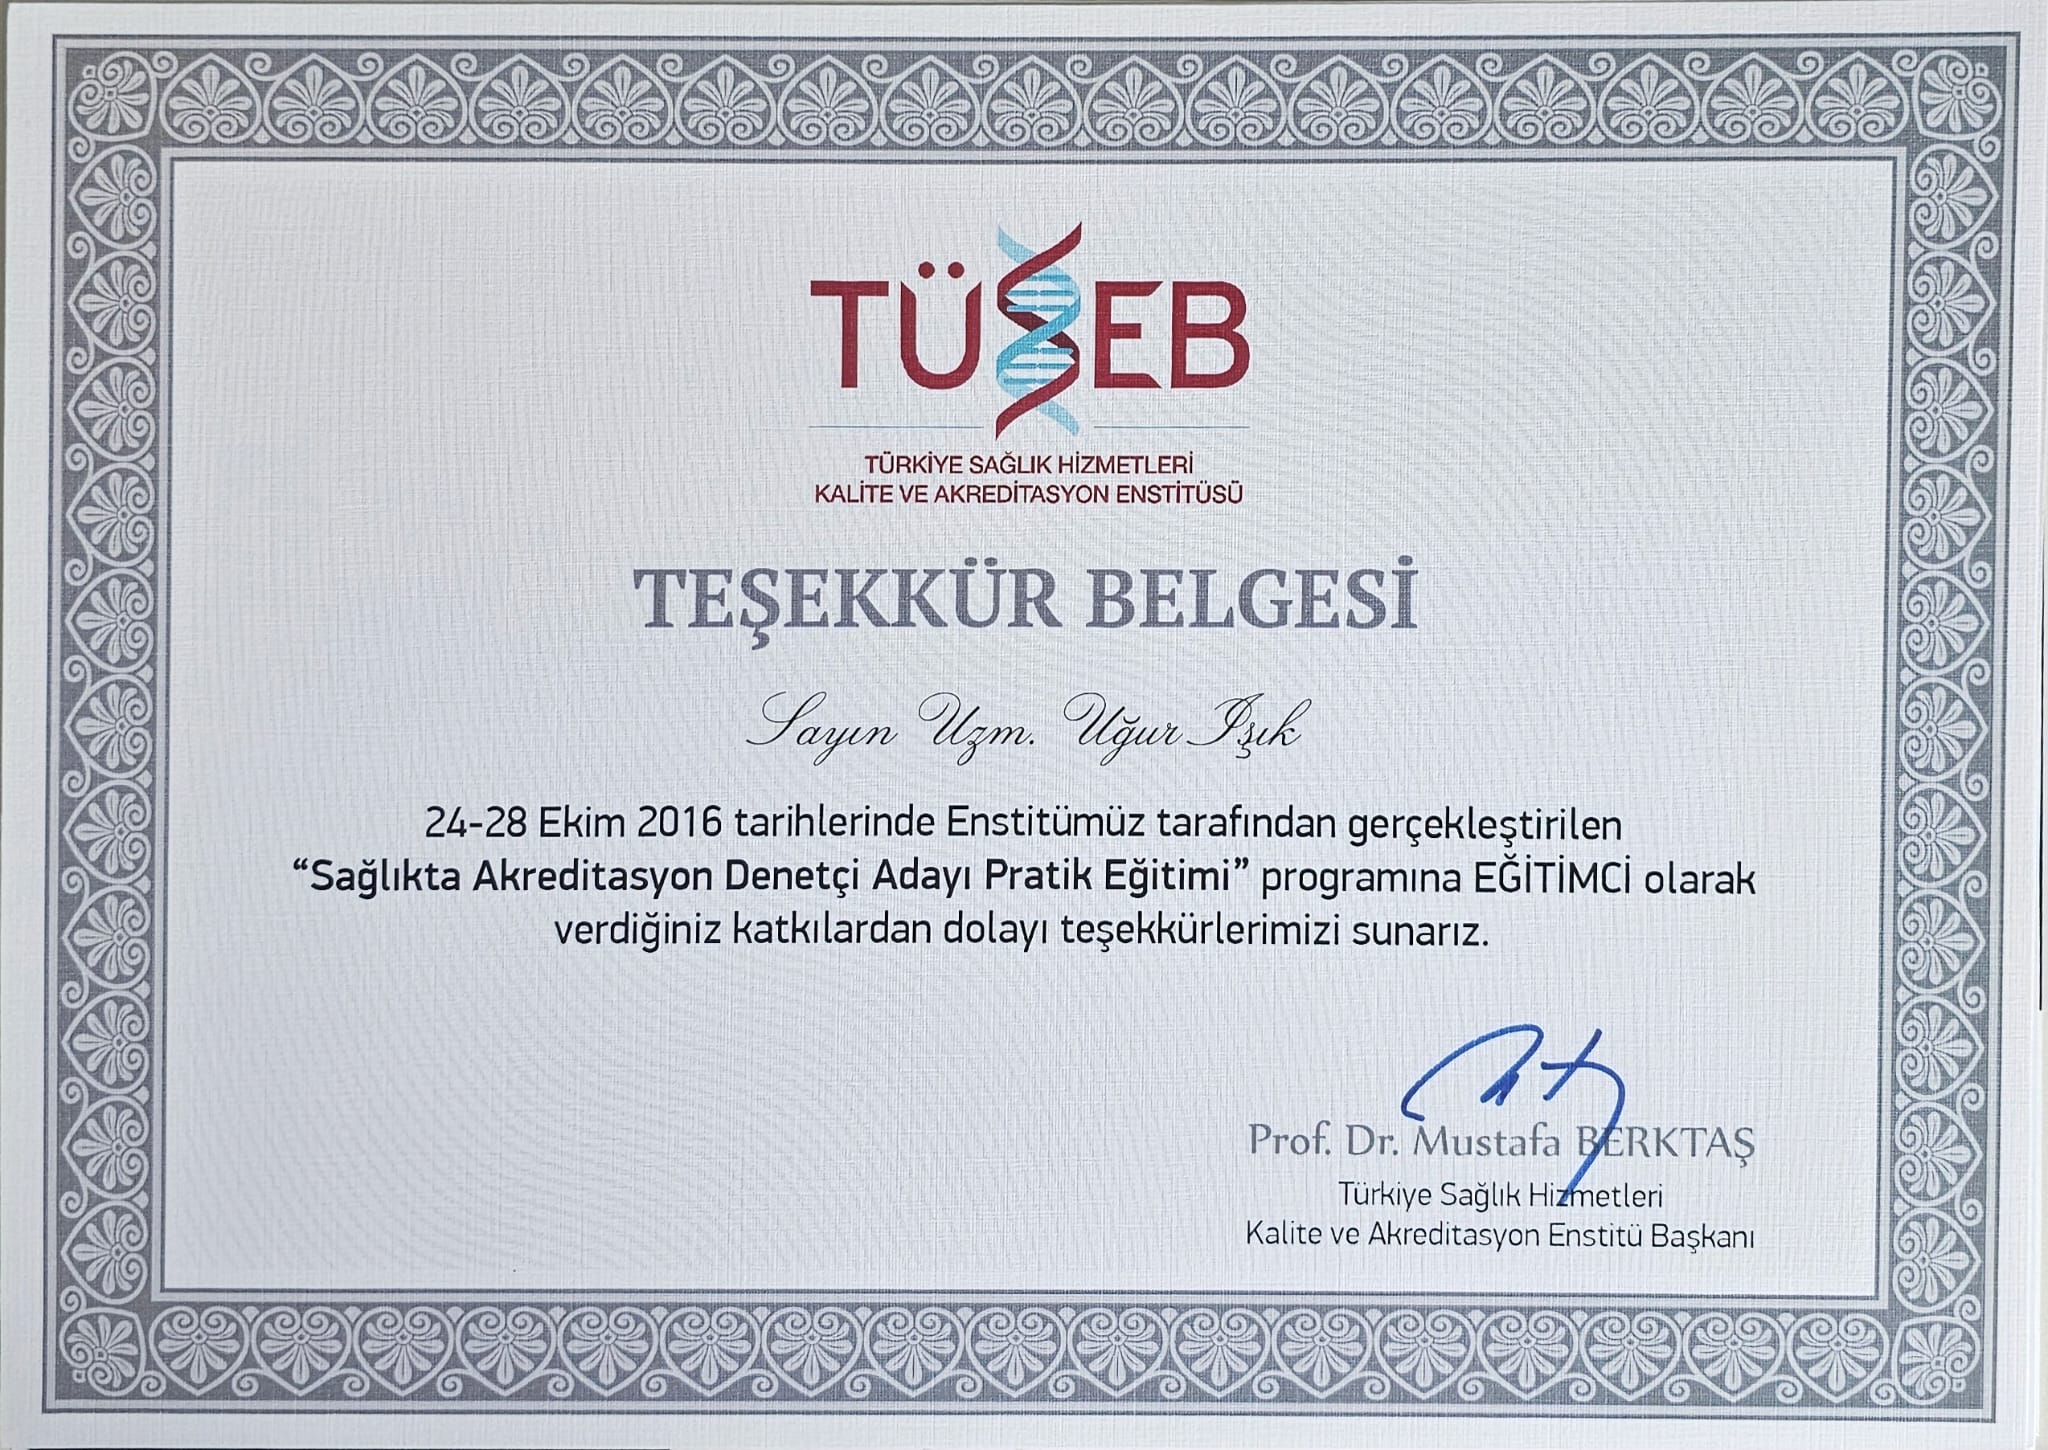 TÜSEB
TÜRKİYE SAĞLIK HİZMETLERİ
KALİTE VE AKREDİTASYON ENSTİTÜSÜ
TEŞEKKÜR BELGESİ
Sayın Uzm. Uğur Işık
24-28 Ekim 2016 tarihlerinde Enstitümüz tarafından gerçekleştirilen
“Sağlıkta Akreditasyon Denetçi Adayı Pratik Eğitimi” programına EĞİTİMCİ olarak
verdiğiniz katkılardan dolayı teşekkürlerimizi sunarız.
Prof. Dr. Mustafa BERKTAŞ
Türkiye Sağlık Hizmetleri
Kalite ve Akreditasyon Enstitü Başkanı